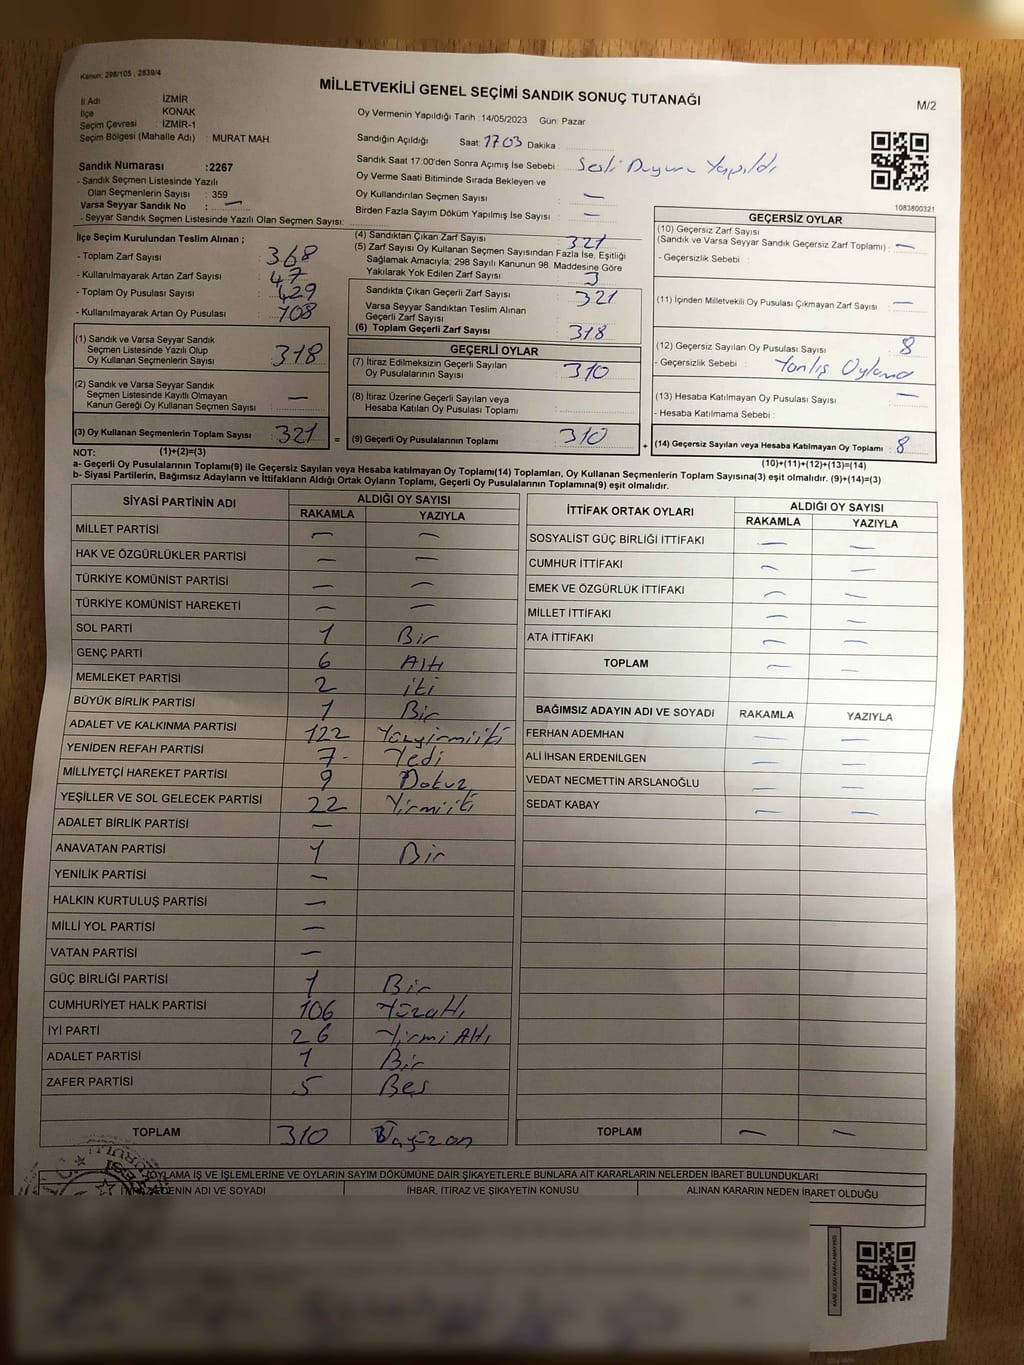 Kanun; 298/105 , 2839/4
MİLLETVEKİLİ GENEL SEÇİMİ SANDIK SONUÇ TUTANAĞI
M/2
İl Adı : İZMİR
İlçe : KONAK
Seçim Çevresi : İZMİR-1
Seçim Bölgesi (Mahalle Adı) : MURAT MAH.
Sandık Numarası :2267
- Sandık Seçmen Listesinde Yazılı
Olan Seçmenlerin Sayısı : 359
Varsa Seyyar Sandık No : —
- Seyyar Sandık Seçmen Listesinde Yazılı Olan Seçmen Sayısı:
Oy Vermenin Yapıldığı Tarih :14/05/2023 Gün: Pazar
Sandığın Açıldığı Saat: 1703 Dakika :
Sandık Saat 17:00'den Sonra Açımış İse Sebebi : Sesli Duyuru Yapıldı
Oy Verme Saati Bitiminde Sırada Bekleyen ve
Oy Kullandırılan Seçmen Sayısı : —
Birden Fazla Sayım Döküm Yapılmış İse Sayısı : —
1083800321
İlçe Seçim Kurulundan Teslim Alınan ;
- Toplam Zarf Sayısı : 368
- Kullanılmayarak Artan Zarf Sayısı : 47
- Toplam Oy Pusulası Sayısı : 429
- Kullanılmayarak Artan Oy Pusulası : 108
(4) Sandıktan Çıkan Zarf Sayısı : 321
(5) Zarf Sayısı Oy Kullanan Seçmen Sayısından Fazla İse, Eşitliği
Sağlamak Amacıyla; 298 Sayılı Kanunun 98. Maddesine Göre
Yakılarak Yok Edilen Zarf Sayısı : 3
Sandıkta Çıkan Geçerli Zarf Sayısı : 321
Varsa Seyyar Sandıktan Teslim Alınan
Geçerli Zarf Sayısı :
(6) Toplam Geçerli Zarf Sayısı : 318
GEÇERSİZ OYLAR
(10) Geçersiz Zarf Sayısı
(Sandık ve Varsa Seyyar Sandık Geçersiz Zarf Toplamı) : —
- Geçersizlik Sebebi :
(11) İçinden Milletvekili Oy Pusulası Çıkmayan Zarf Sayısı : —
(12) Geçersiz Sayılan Oy Pusulası Sayısı : 8
- Geçersizlik Sebebi : Yanlış Oylama
(13) Hesaba Katılmayan Oy Pusulası Sayısı : —
- Hesaba Katılmama Sebebi :
(14) Geçersiz Sayılan veya Hesaba Katılmayan Oy Toplamı : 8
(10)+(11)+(12)+(13)=(14)
(1) Sandık ve Varsa Seyyar Sandık
Seçmen Listesinde Yazılı Olup
Oy Kullanan Seçmenlerin Sayısı : 318
(2) Sandık ve Varsa Seyyar Sandık
Seçmen Listesinde Kayıtlı Olmayan
Kanun Gereği Oy Kullanan Seçmen Sayısı : —
(3) Oy Kullanan Seçmenlerin Toplam Sayısı : 321 =
(1)+(2)=(3)
GEÇERLİ OYLAR
(7) İtiraz Edilmeksizin Geçerli Sayılan
Oy Pusulalarının Sayısı : 310
(8) İtiraz Üzerine Geçerli Sayılan veya
Hesaba Katılan Oy Pusulası Toplamı :
(9) Geçerli Oy Pusulalarının Toplamı : 310 +
NOT:
a- Geçerli Oy Pusulalarının Toplamı(9) ile Geçersiz Sayılan veya Hesaba katılmayan Oy Toplamı(14) Toplamları, Oy Kullanan Seçmenlerin Toplam Sayısına(3) eşit olmalıdır. (9)+(14)=(3)
b- Siyasi Partilerin, Bağımsız Adayların ve İttifakların Aldığı Ortak Oyların Toplamı, Geçerli Oy Pusulalarının Toplamına(9) eşit olmalıdır.
SİYASİ PARTİNİN ADI ALDIĞI OY SAYISI
RAKAMLA YAZIYLA
MİLLET PARTİSİ — —
HAK VE ÖZGÜRLÜKLER PARTİSİ — —
TÜRKİYE KOMÜNİST PARTİSİ — —
TÜRKİYE KOMÜNİST HAREKETİ — —
SOL PARTİ 1 Bir
GENÇ PARTİ 6 Altı
MEMLEKET PARTİSİ 2 iki
BÜYÜK BİRLİK PARTİSİ 1 Bir
ADALET VE KALKINMA PARTİSİ 122 Yüzyirmiiki
YENİDEN REFAH PARTİSİ 7 Yedi
MİLLİYETÇİ HAREKET PARTİSİ 9 Dokuz
YEŞİLLER VE SOL GELECEK PARTİSİ 22 Yirmiiki
ADALET BİRLİK PARTİSİ —
ANAVATAN PARTİSİ 1 Bir
YENİLİK PARTİSİ —
HALKIN KURTULUŞ PARTİSİ —
MİLLİ YOL PARTİSİ —
VATAN PARTİSİ —
GÜÇ BİRLİĞİ PARTİSİ 1 Bir
CUMHURİYET HALK PARTİSİ 106 Yüzaltı
İYİ PARTİ 26 Yirmi Altı
ADALET PARTİSİ 1 Bir
ZAFER PARTİSİ 5 Beş
TOPLAM 310 Üçyüzon
İTTİFAK ORTAK OYLARI ALDIĞI OY SAYISI
RAKAMLA YAZIYLA
SOSYALİST GÜÇ BİRLİĞİ İTTİFAKI — —
CUMHUR İTTİFAKI — —
EMEK VE ÖZGÜRLÜK İTTİFAKI — —
MİLLET İTTİFAKI — —
ATA İTTİFAKI — —
TOPLAM — —
BAĞIMSIZ ADAYIN ADI VE SOYADI RAKAMLA YAZIYLA
FERHAN ADEMHAN — —
ALİ İHSAN ERDENİLGEN — —
VEDAT NECMETTİN ARSLANOĞLU — —
SEDAT KABAY — —
TOPLAM — —
OYLAMA İŞ VE İŞLEMLERİNE VE OYLARIN SAYIM DÖKÜMÜNE DAİR ŞİKAYETLERLE BUNLARA AİT KARARLARIN NELERDEN İBARET BULUNDUKLARI
ADI VE SOYADI İHBAR, İTİRAZ VE ŞİKAYETİN KONUSU ALINAN KARARIN NEDEN İBARET OLDUĞU